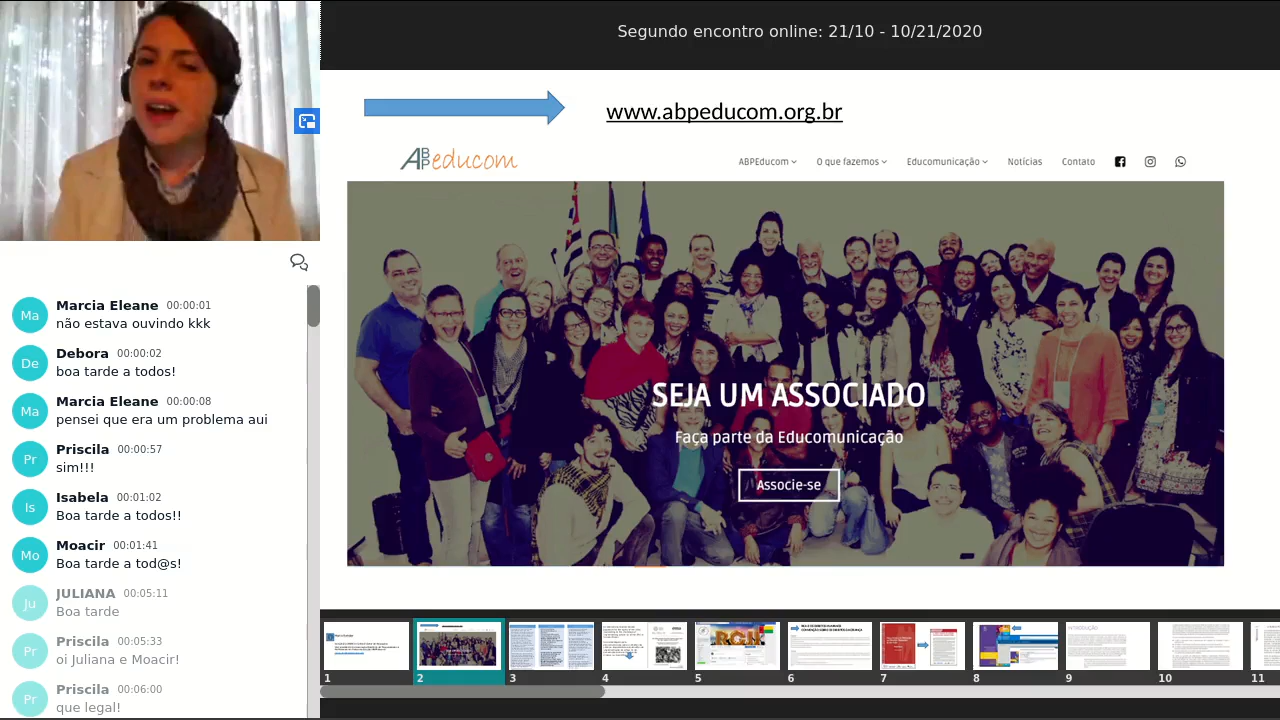 Segundo encontro online: 21/10 - 10/21/2020
www.abpeducom.org.br
ABPeducom
ABPEducom
O que fazemos
Educomunicação
Notícias
Contato
SEJA UM ASSOCIADO
Faça parte da Educomunicação
Associe-se
Ma
Marcia Eleane 00:00:01
não estava ouvindo kkk
De
Debora 00:00:02
boa tarde a todos!
Ma
Marcia Eleane 00:00:08
pensei que era um problema aui
Pr
Priscila 00:00:57
sim!!!
Is
Isabela 00:01:02
Boa tarde a todos!!
Mo
Moacir 00:01:41
Boa tarde a tod@s!
Ju
JULIANA 00:05:11
Boa tarde
Pr
Priscila 00:05:33
oi Juliana e Moacir!
Pr
Priscila 00:06:00
que legal!
1
2
3
4
5
6
7
8
9
10
11